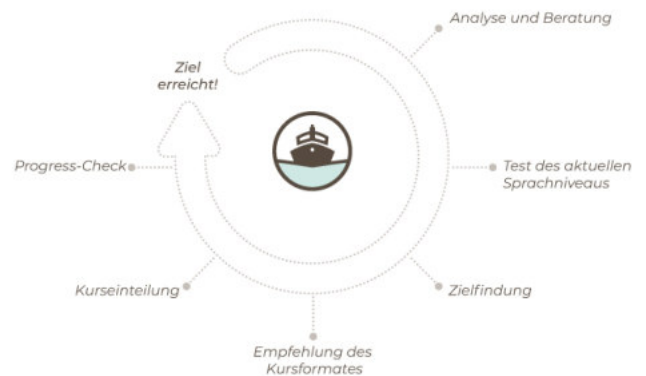 Analyse und Beratung
Test des aktuellen
Sprachniveaus
Zielfindung
Empfehlung des
Kursformates
Kurseinteilung
Progress-Check
Ziel
erreicht!